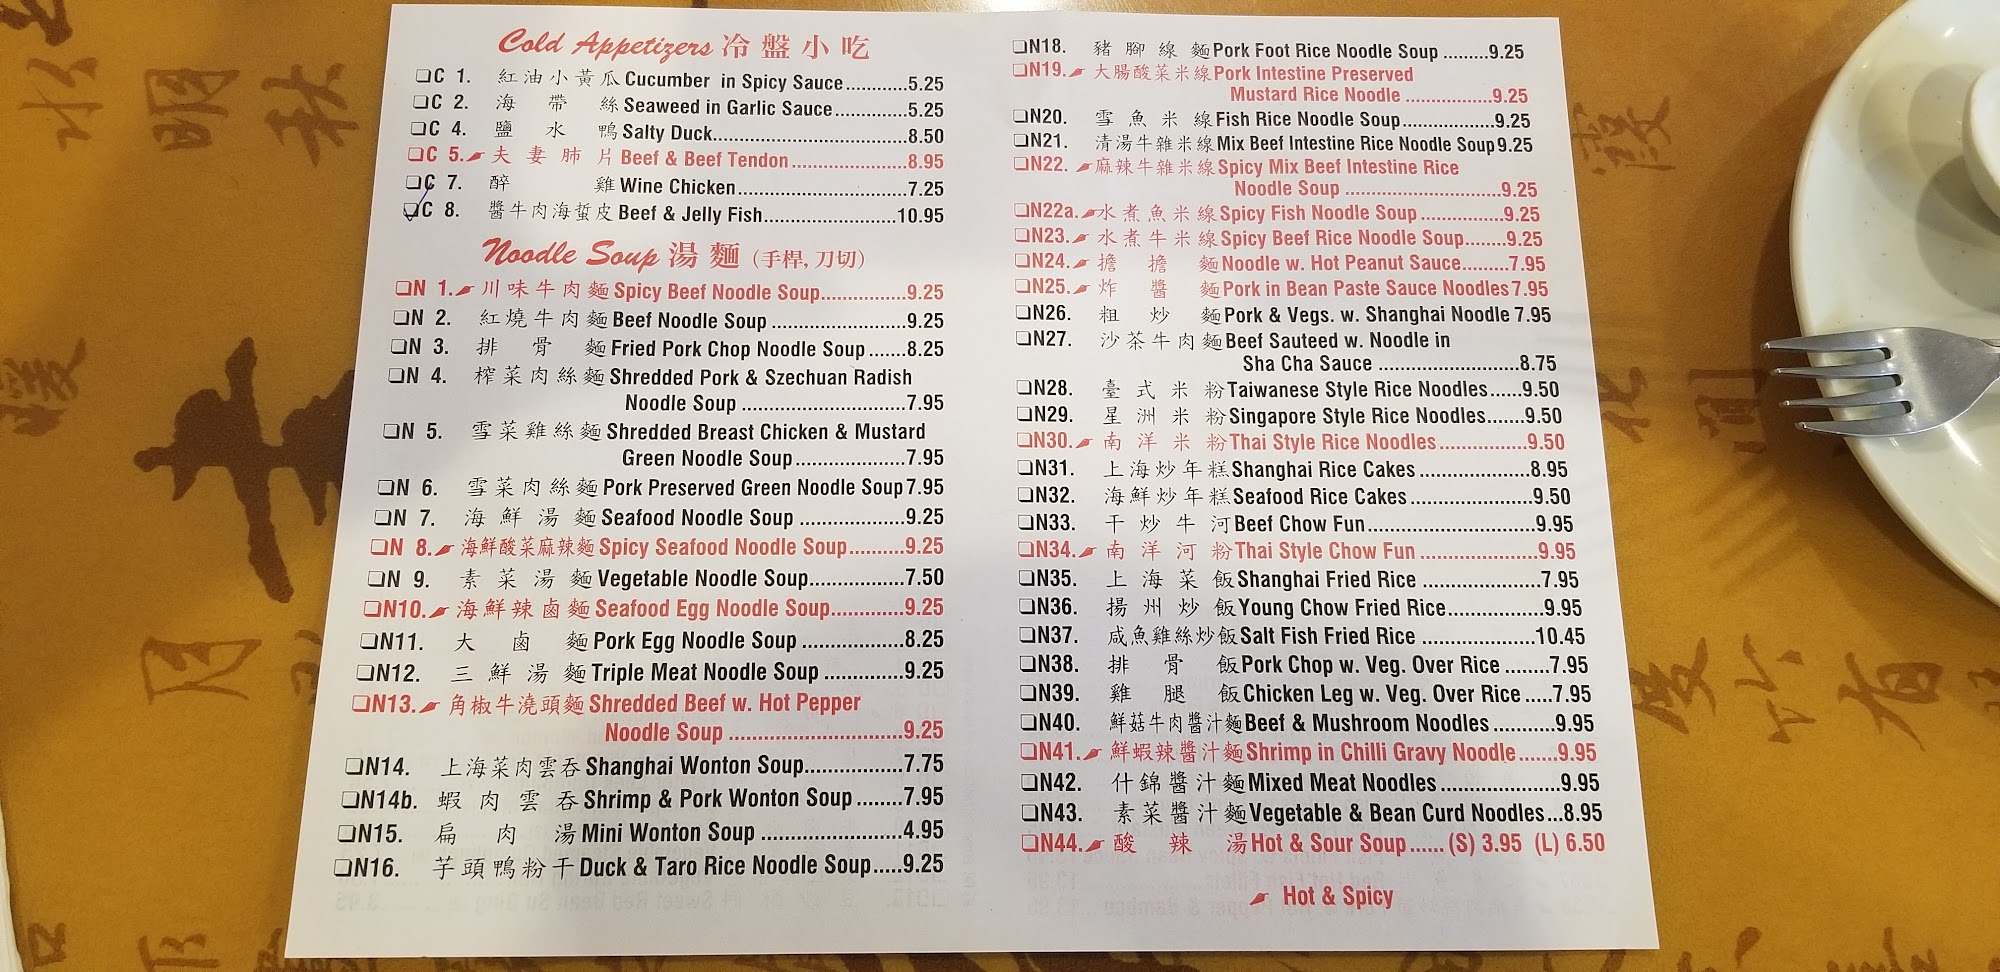 Cold Appetizers 冷盤小吃
C 1. 紅油小黃瓜 Cucumber in Spicy Sauce...........5.25
C 2. 海帶絲 Seaweed in Garlic Sauce.............5.25
C 4. 鹽水鴨 Salty Duck...................................8.50
C 5. 夫妻肺片 Beef & Beef Tendon.....................8.95
C 7. 醉雞 Wine Chicken..............................7.25
C 8. 醬牛肉海蜇皮 Beef & Jelly Fish.......................10.95
Noodle Soup 湯麵 (手桿, 刀切)
N 1. 川味牛肉麵 Spicy Beef Noodle Soup...............9.25
N 2. 紅燒牛肉麵 Beef Noodle Soup ........................9.25
N 3. 排骨麵 Fried Pork Chop Noodle Soup .......8.25
N 4. 榨菜肉絲麵 Shredded Pork & Szechuan Radish
Noodle Soup .............................7.95
N 5. 雪菜雞絲麵 Shredded Breast Chicken & Mustard
Green Noodle Soup ...................7.95
N 6. 雪菜肉絲麵 Pork Preserved Green Noodle Soup 7.95
N 7. 海鮮湯麵 Seafood Noodle Soup ...................9.25
N 8. 海鮮酸菜麻辣麵 Spicy Seafood Noodle Soup..........9.25
N 9. 素菜湯麵 Vegetable Noodle Soup.................7.50
N10. 海鮮辣鹵麵 Seafood Egg Noodle Soup.............9.25
N11. 大鹵麵 Pork Egg Noodle Soup ..................8.25
N12. 三鮮湯麵 Triple Meat Noodle Soup ..............9.25
N13. 角椒牛澆頭麵 Shredded Beef w. Hot Pepper
Noodle Soup ..............................9.25
N14. 上海菜肉雲吞 Shanghai Wonton Soup.................7.75
N14b. 蝦肉雲吞 Shrimp & Pork Wonton Soup ........7.95
N15. 扁肉湯 Mini Wonton Soup ........................4.95
N16. 芋頭鴨粉干 Duck & Taro Rice Noodle Soup.....9.25
N18. 豬腳線麵 Pork Foot Rice Noodle Soup .........9.25
N19. 大腸酸菜米線 Pork Intestine Preserved
Mustard Rice Noodle .................9.25
N20. 雪魚米線 Fish Rice Noodle Soup..................9.25
N21. 清湯牛雜米線 Mix Beef Intestine Rice Noodle Soup 9.25
N22. 麻辣牛雜米線 Spicy Mix Beef Intestine Rice
Noodle Soup .............................9.25
N22a. 水煮魚米線 Spicy Fish Noodle Soup ...............9.25
N23. 水煮牛米線 Spicy Beef Rice Noodle Soup........9.25
N24. 擔擔麵 Noodle w. Hot Peanut Sauce.........7.95
N25. 炸醬麵 Pork in Bean Paste Sauce Noodles 7.95
N26. 粗炒麵 Pork & Vegs. w. Shanghai Noodle 7.95
N27. 沙茶牛肉麵 Beef Sauteed w. Noodle in
Sha Cha Sauce .........................8.75
N28. 臺式米粉 Taiwanese Style Rice Noodles......9.50
N29. 星洲米粉 Singapore Style Rice Noodles.......9.50
N30. 南洋米粉 Thai Style Rice Noodles................9.50
N31. 上海炒年糕 Shanghai Rice Cakes ....................8.95
N32. 海鮮炒年糕 Seafood Rice Cakes.......................9.50
N33. 干炒牛河 Beef Chow Fun..............................9.95
N34. 南洋河粉 Thai Style Chow Fun .....................9.95
N35. 上海菜飯 Shanghai Fried Rice .....................7.95
N36. 揚州炒飯 Young Chow Fried Rice.................9.95
N37. 咸魚雞絲炒飯 Salt Fish Fried Rice ....................10.45
N38. 排骨飯 Pork Chop w. Veg. Over Rice ........7.95
N39. 雞腿飯 Chicken Leg w. Veg. Over Rice .....7.95
N40. 鮮菇牛肉醬汁麵 Beef & Mushroom Noodles ...........9.95
N41. 鮮蝦辣醬汁麵 Shrimp in Chilli Gravy Noodle.......9.95
N42. 什錦醬汁麵 Mixed Meat Noodles .....................9.95
N43. 素菜醬汁麵 Vegetable & Bean Curd Noodles...8.95
N44. 酸辣湯 Hot & Sour Soup ...... (S) 3.95 (L) 6.50
Hot & Spicy